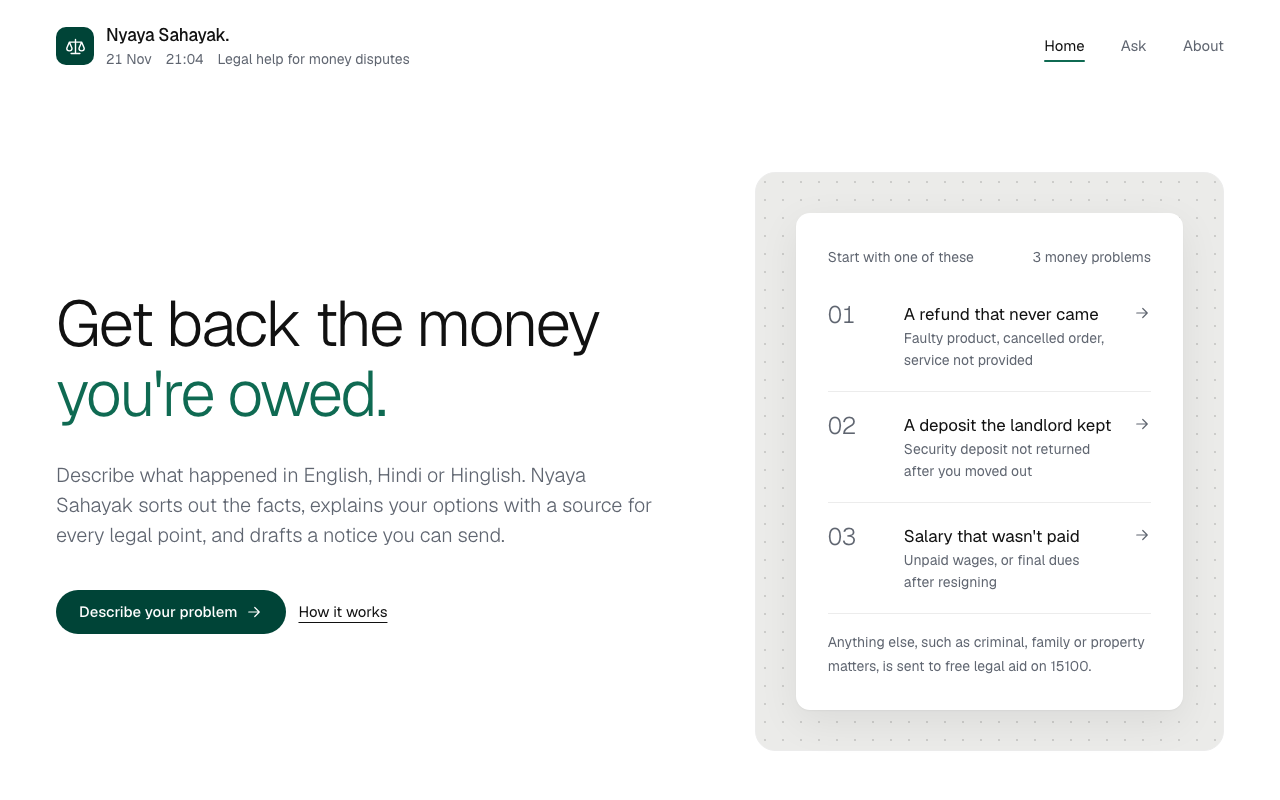 Nyaya Sahayak.
21 Nov 21:04 Legal help for money disputes
Home Ask About
Get back the money
you're owed.
Describe what happened in English, Hindi or Hinglish. Nyaya
Sahayak sorts out the facts, explains your options with a source for
every legal point, and drafts a notice you can send.
Describe your problem →
How it works
Start with one of these 3 money problems
01 A refund that never came →
Faulty product, cancelled order,
service not provided
02 A deposit the landlord kept →
Security deposit not returned
after you moved out
03 Salary that wasn't paid →
Unpaid wages, or final dues
after resigning
Anything else, such as criminal, family or property
matters, is sent to free legal aid on 15100.